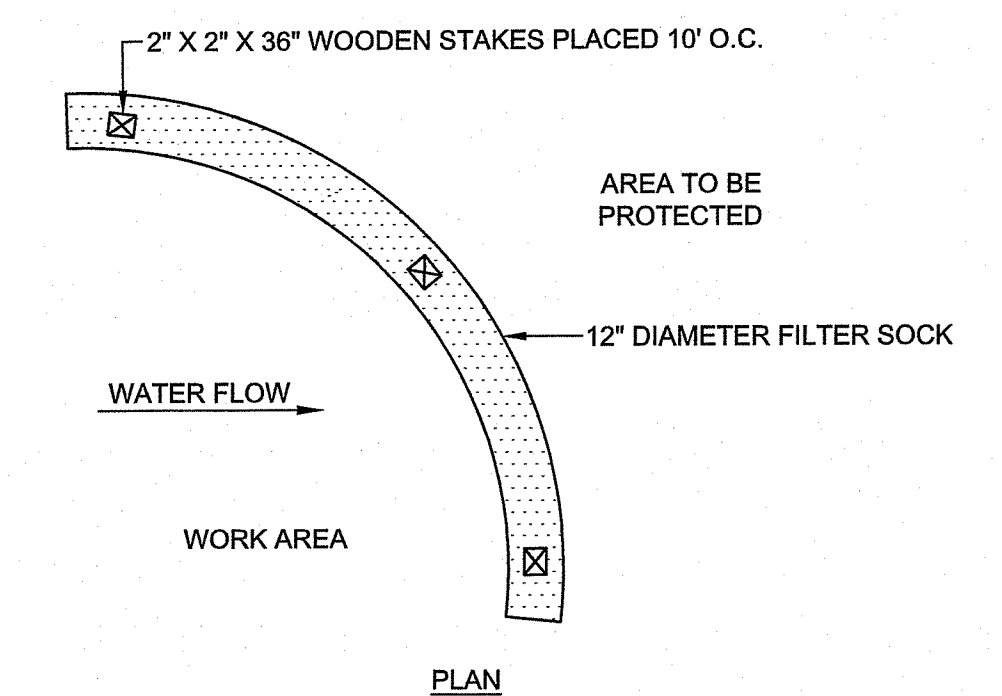 2" X 2" X 36" WOODEN STAKES PLACED 10' O.C.
AREA TO BE
PROTECTED
12" DIAMETER FILTER SOCK
WATER FLOW
WORK AREA
PLAN